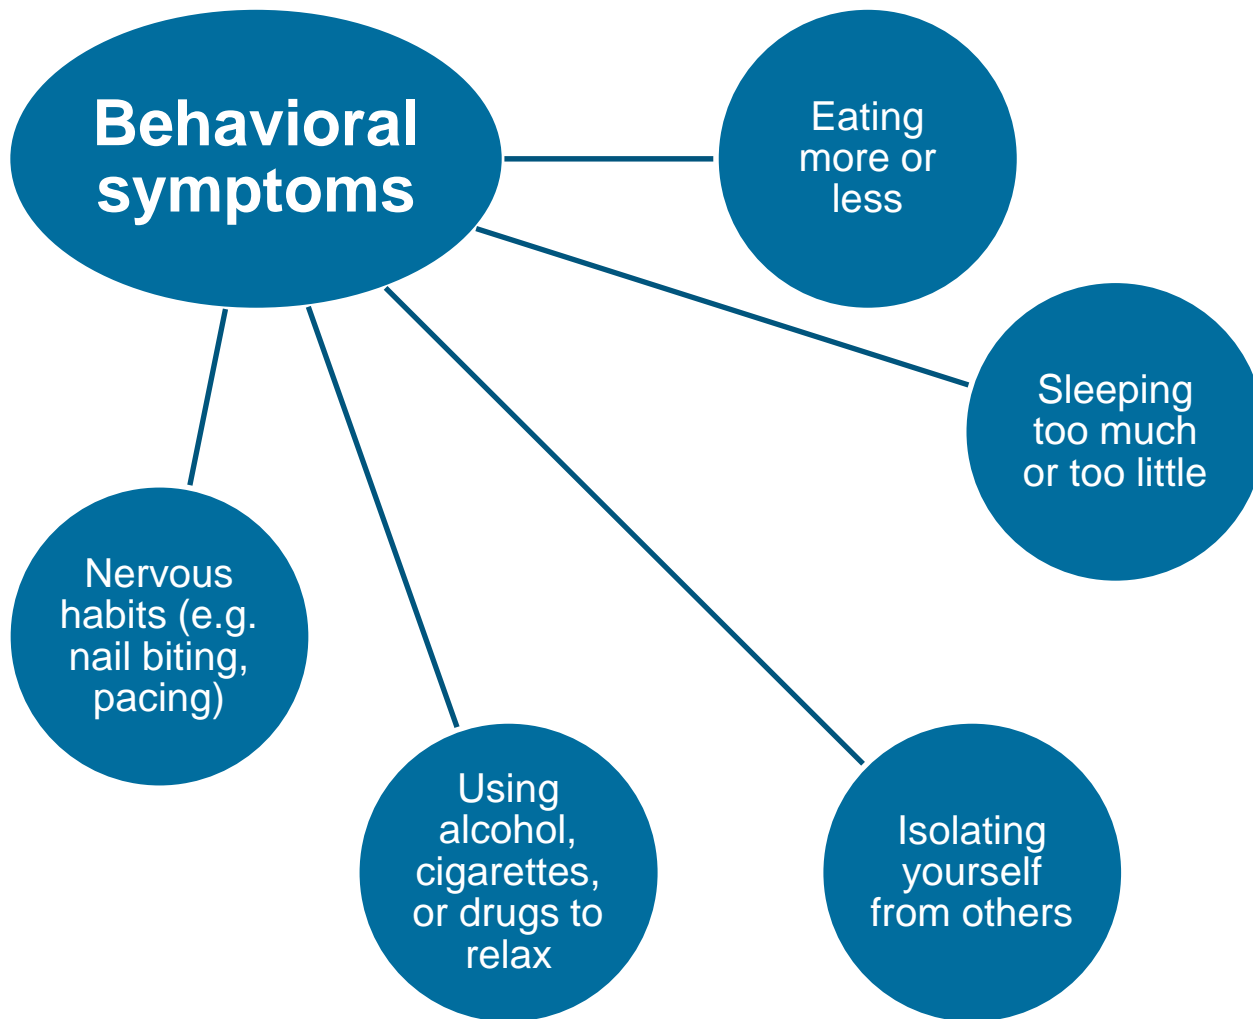 Behavioral
symptoms
Eating
more or
less
Sleeping
too much
or too little
Isolating
yourself
from others
Using
alcohol,
cigarettes,
or drugs to
relax
Nervous
habits (e.g.
nail biting,
pacing)